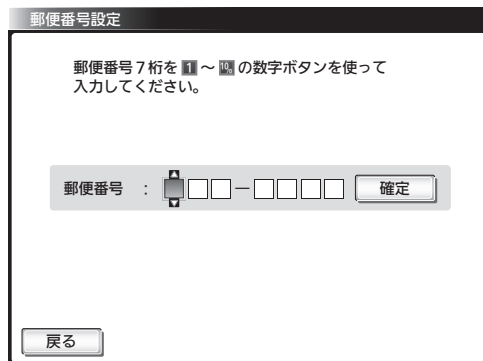 郵便番号設定
郵便番号７桁を 1 ～ 10 の数字ボタンを使って
入力してください。
郵便番号 ： － 確定
戻る